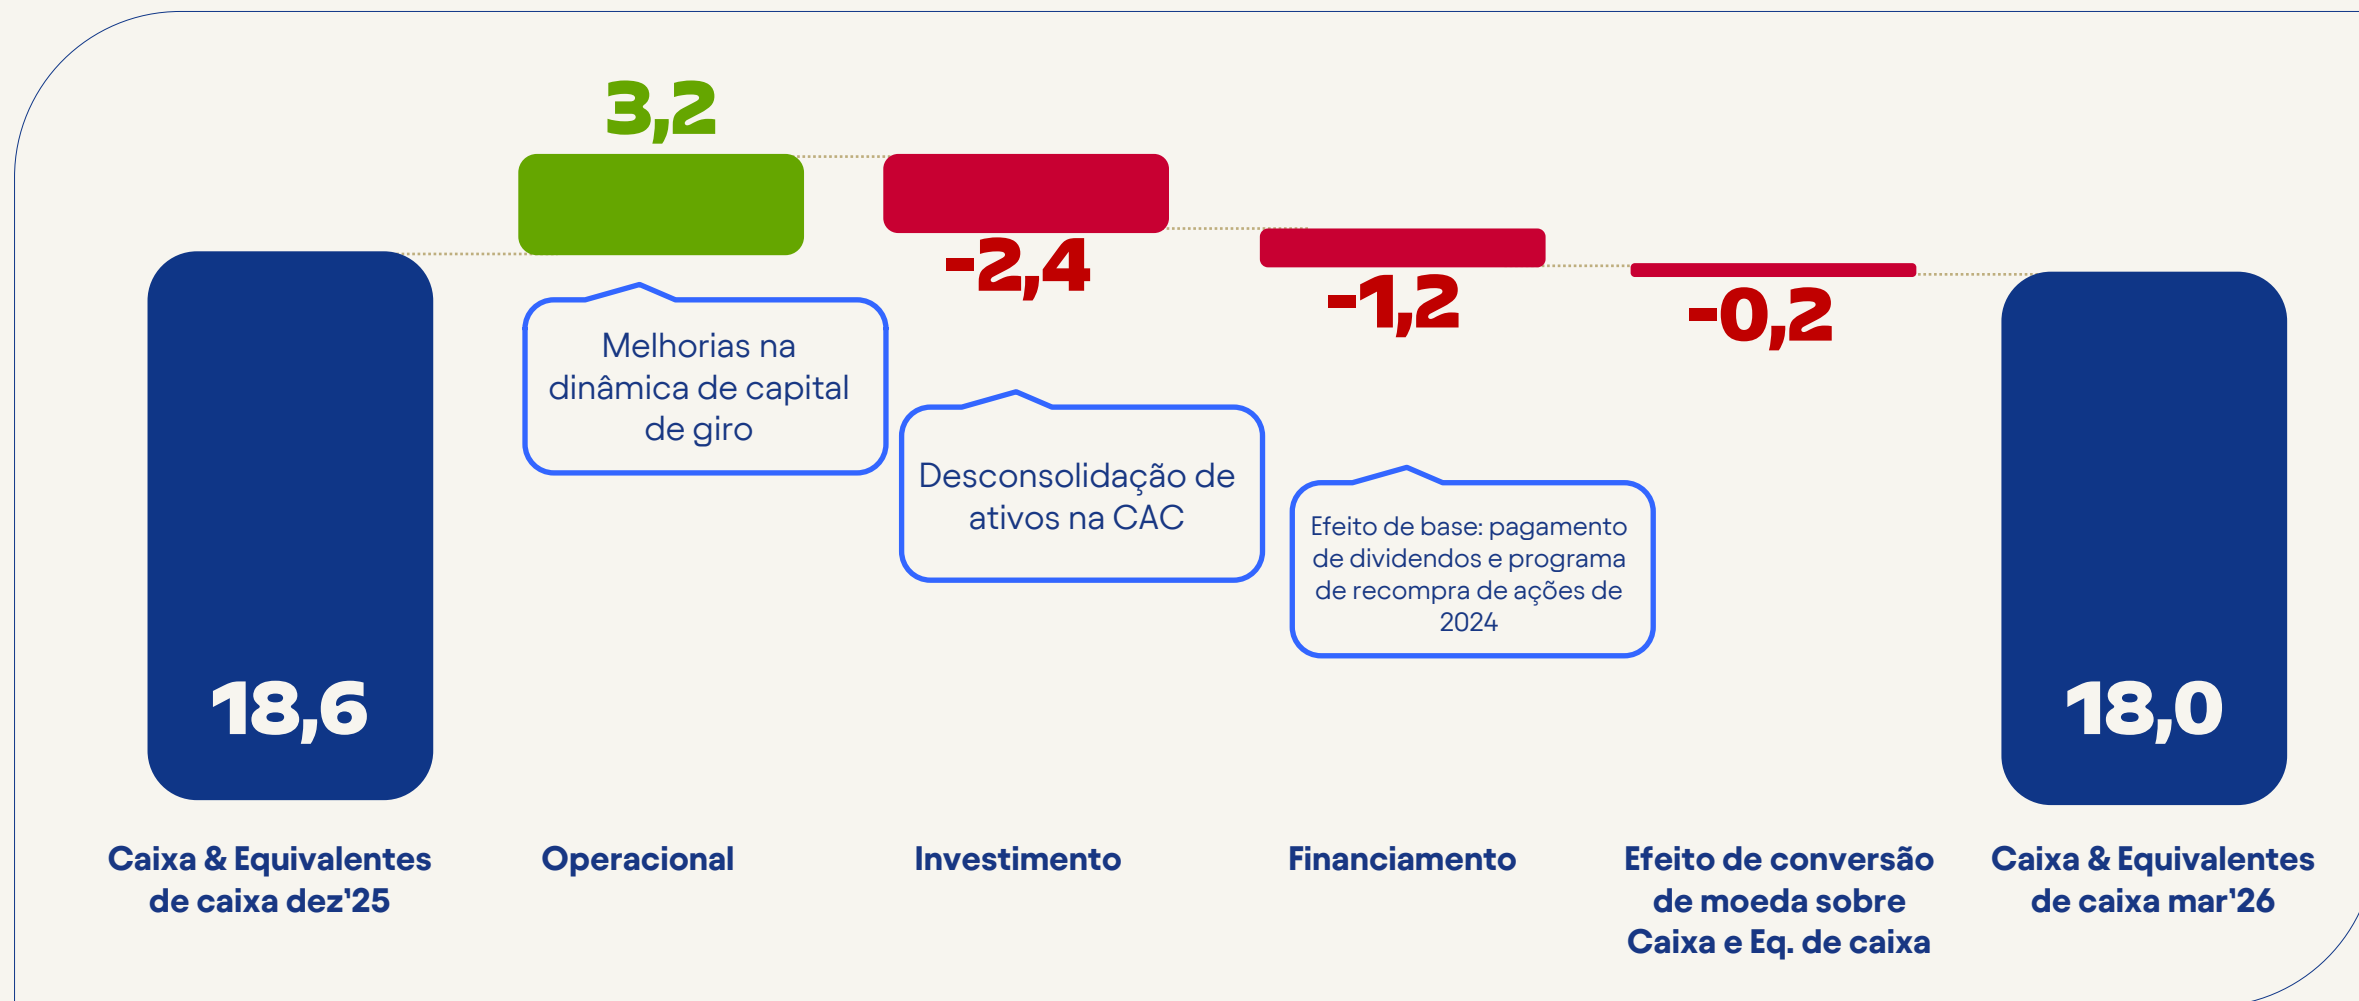 3,2
-2,4
-1,2
-0,2
Melhorias na
dinâmica de capital
de giro
Desconsolidação de
ativos na CAC
Efeito de base: pagamento
de dividendos e programa
de recompra de ações de
2024
18,6
18,0
Caixa & Equivalentes
de caixa dez'25
Operacional
Investimento
Financiamento
Efeito de conversão
de moeda sobre
Caixa e Eq. de caixa
Caixa & Equivalentes
de caixa mar'26